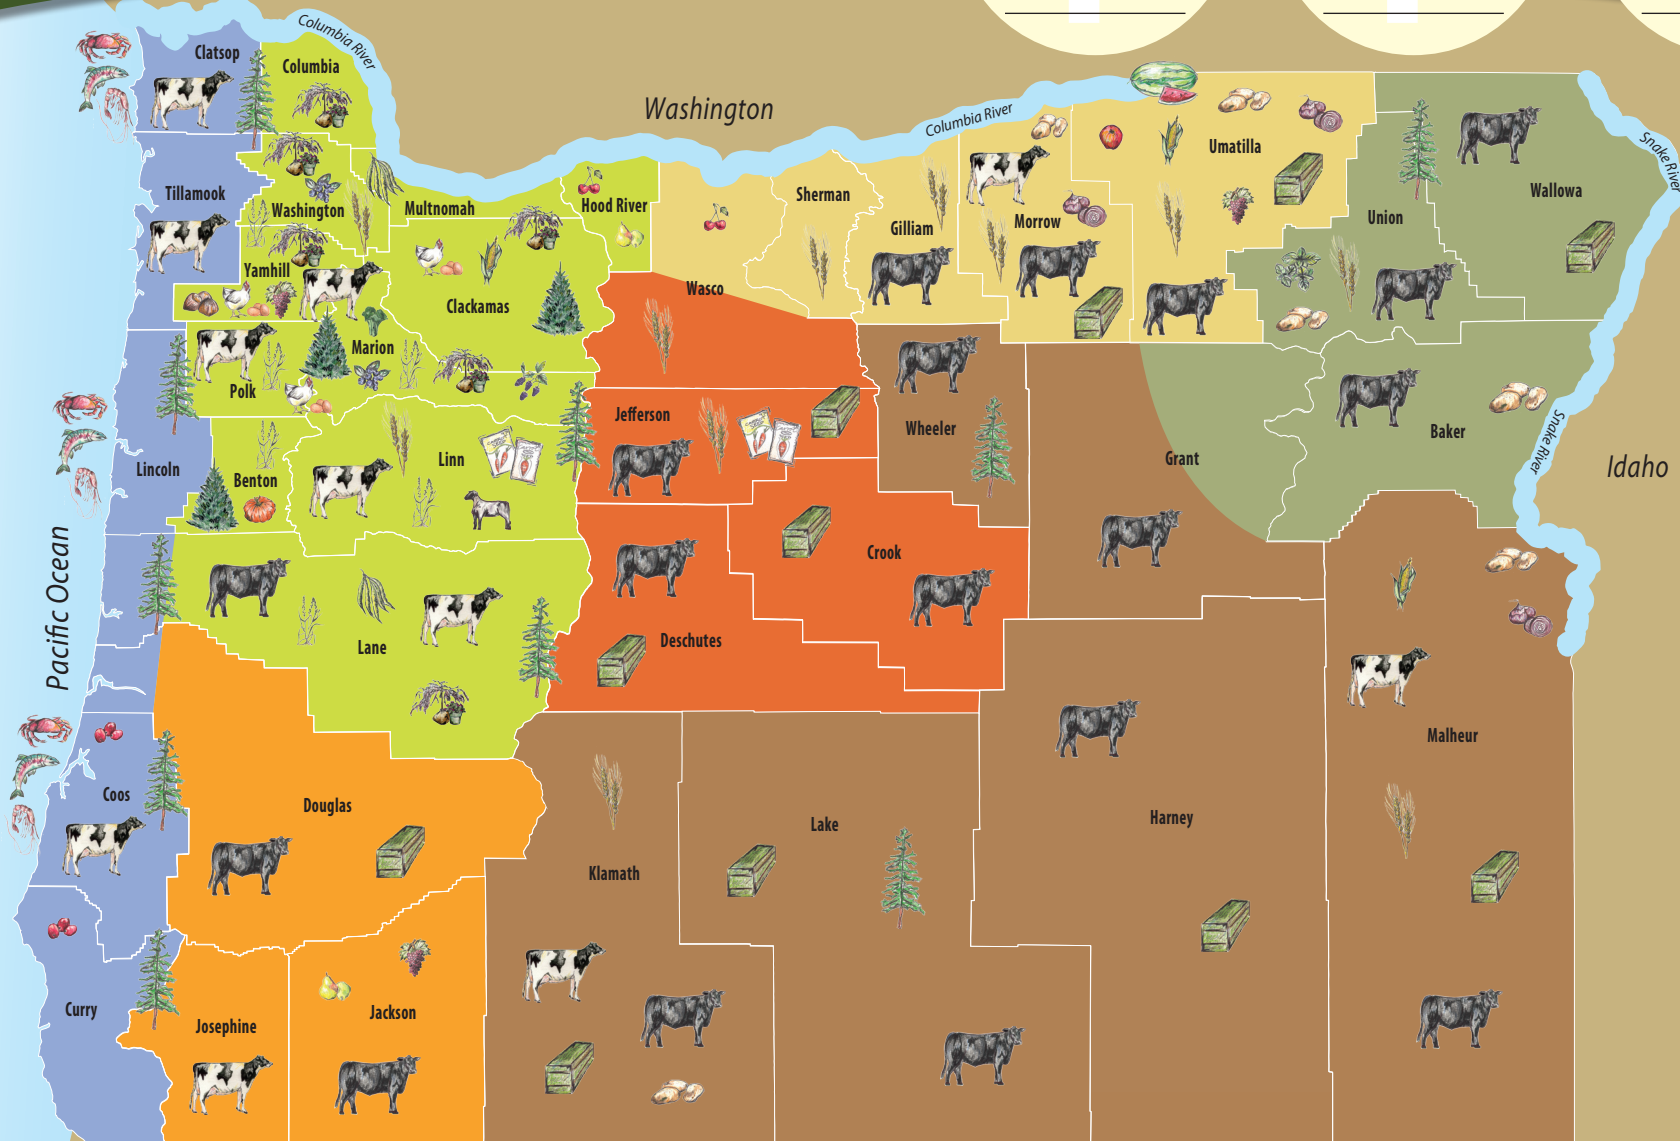 Columbia River
Clatsop
Columbia
Washington
Columbia River
Snake River
Umatilla
Tillamook
Washington
Multnomah
Hood River
Sherman
Gilliam
Morrow
Union
Wallowa
Yamhill
Clackamas
Wasco
Marion
Polk
Jefferson
Wheeler
Grant
Baker
Snake River
Idaho
Lincoln
Benton
Linn
Pacific Ocean
Crook
Lane
Deschutes
Malheur
Coos
Douglas
Klamath
Lake
Harney
Curry
Josephine
Jackson